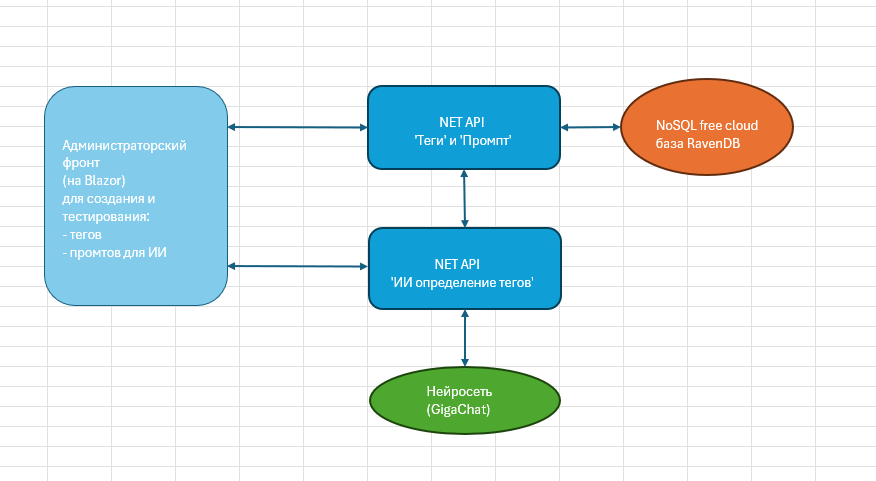 Администраторский
фронт
(на Blazor)
для создания и
тестирования:
- тегов
- промтов для ИИ
NET API
'Теги' и 'Промпт'
NoSQL free cloud
база RavenDB
NET API
'ИИ определение тегов'
Нейросеть
(GigaChat)